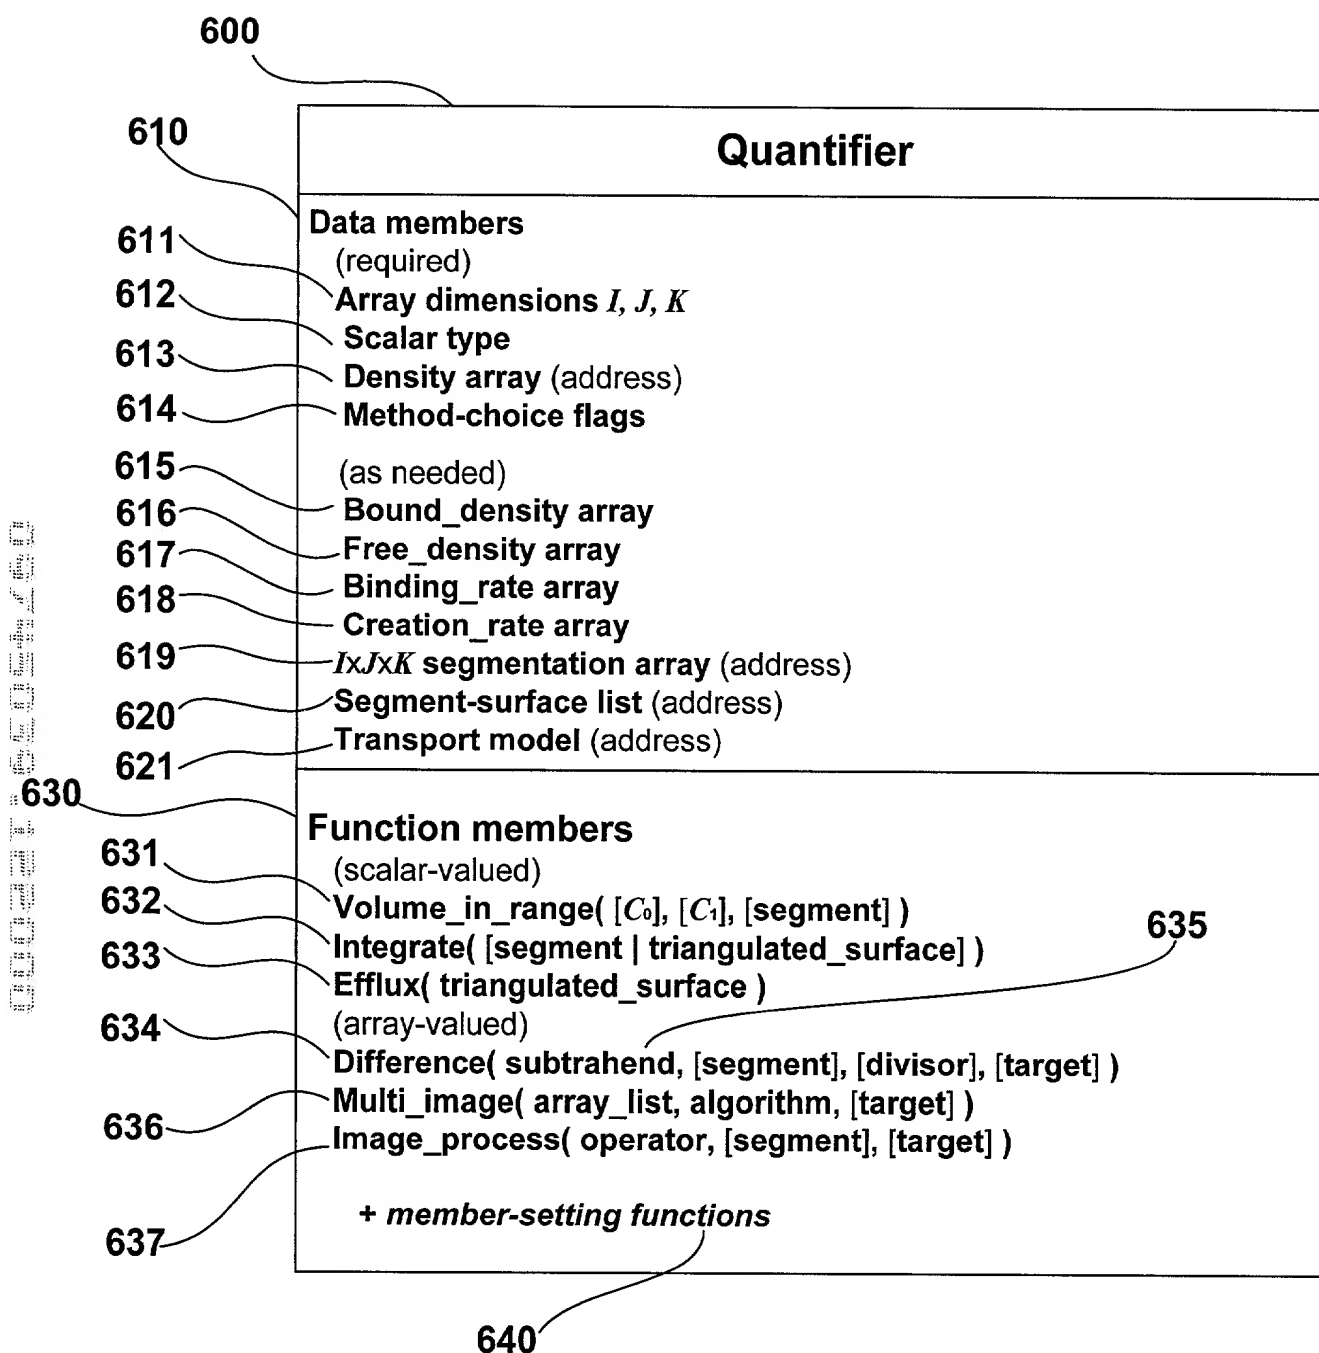 600
610
Quantifier
Data members
611
(required)
612
Array dimensions I, J, K
Scalar type
613
Density array (address)
614
Method-choice flags
615
(as needed)
616
Bound_density array
617
Free_density array
618
Binding_rate array
Creation_rate array
619
IxJxK segmentation array (address)
620
Segment-surface list (address)
621
Transport model (address)
630
Function members
631
(scalar-valued)
632
Volume_in_range( [C₀], [C₁], [segment] )
635
633
Integrate( [segment | triangulated_surface] )
Efflux( triangulated_surface )
634
(array-valued)
Difference( subtrahend, [segment], [divisor], [target] )
636
Multi_image( array_list, algorithm, [target] )
Image_process( operator, [segment], [target] )
637
+ member-setting functions
640
09745039.122000